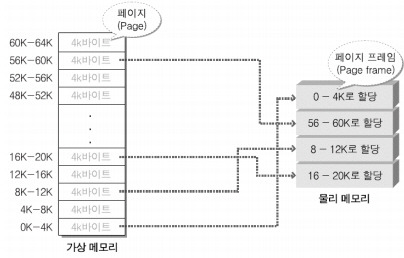 페이지
(Page)
60K-64K 4k바이트
56K-60K 4k바이트
52K-56K 4k바이트
48K-52K 4k바이트
16K-20K 4k바이트
12K-16K 4k바이트
8K-12K 4k바이트
4K-8K 4k바이트
0K-4K 4k바이트
가상 메모리
페이지 프레임
(Page frame)
0 - 4K로 할당
56 - 60K로 할당
8 - 12K로 할당
16 - 20K로 할당
물리 메모리